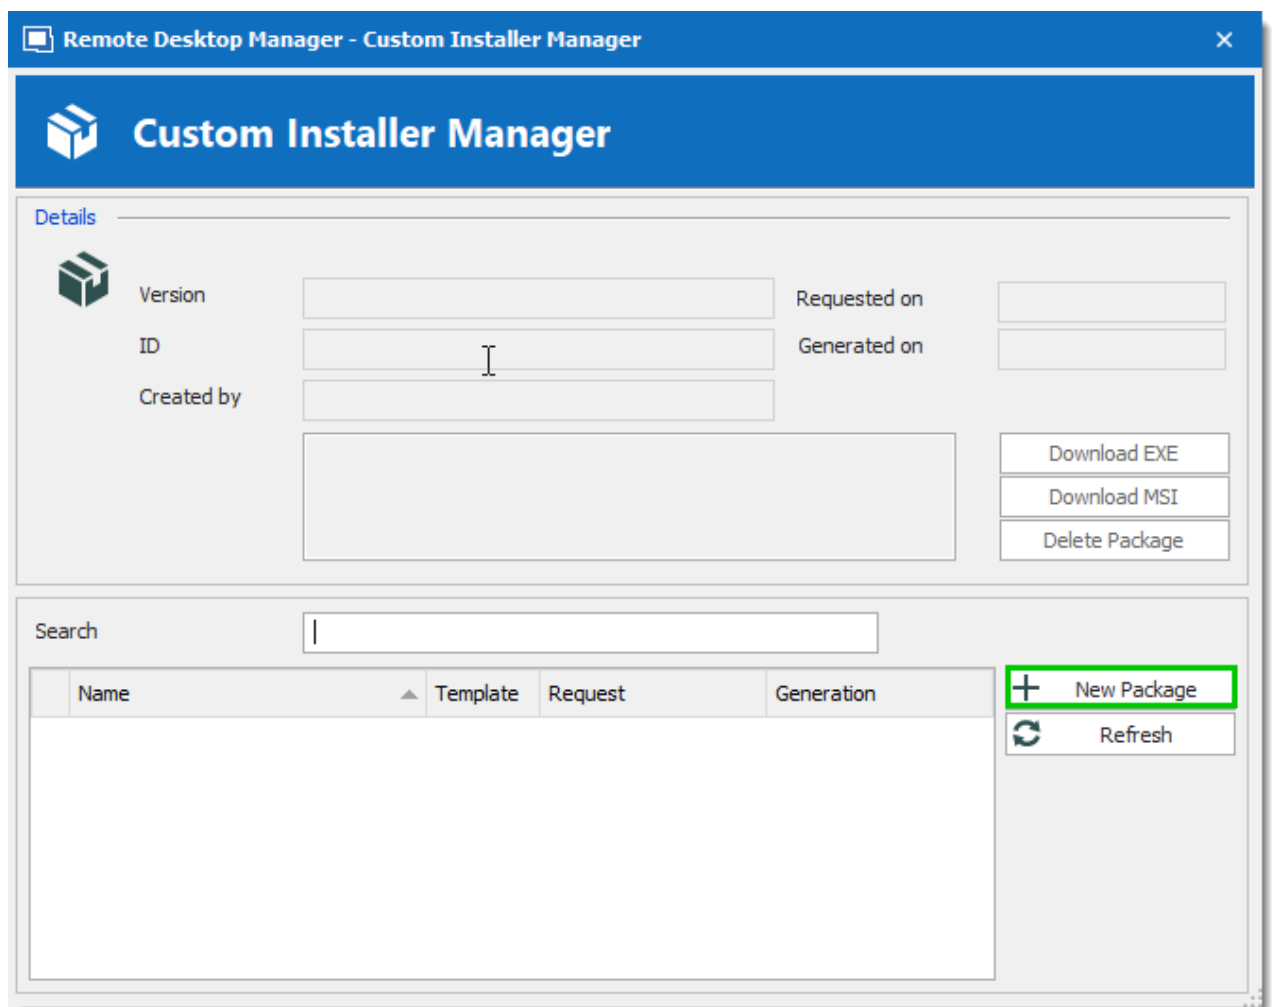 Remote Desktop Manager - Custom Installer Manager
Custom Installer Manager
Details
Version
Requested on
ID
Generated on
Created by
Download EXE
Download MSI
Delete Package
Search
Name
Template
Request
Generation
New Package
Refresh